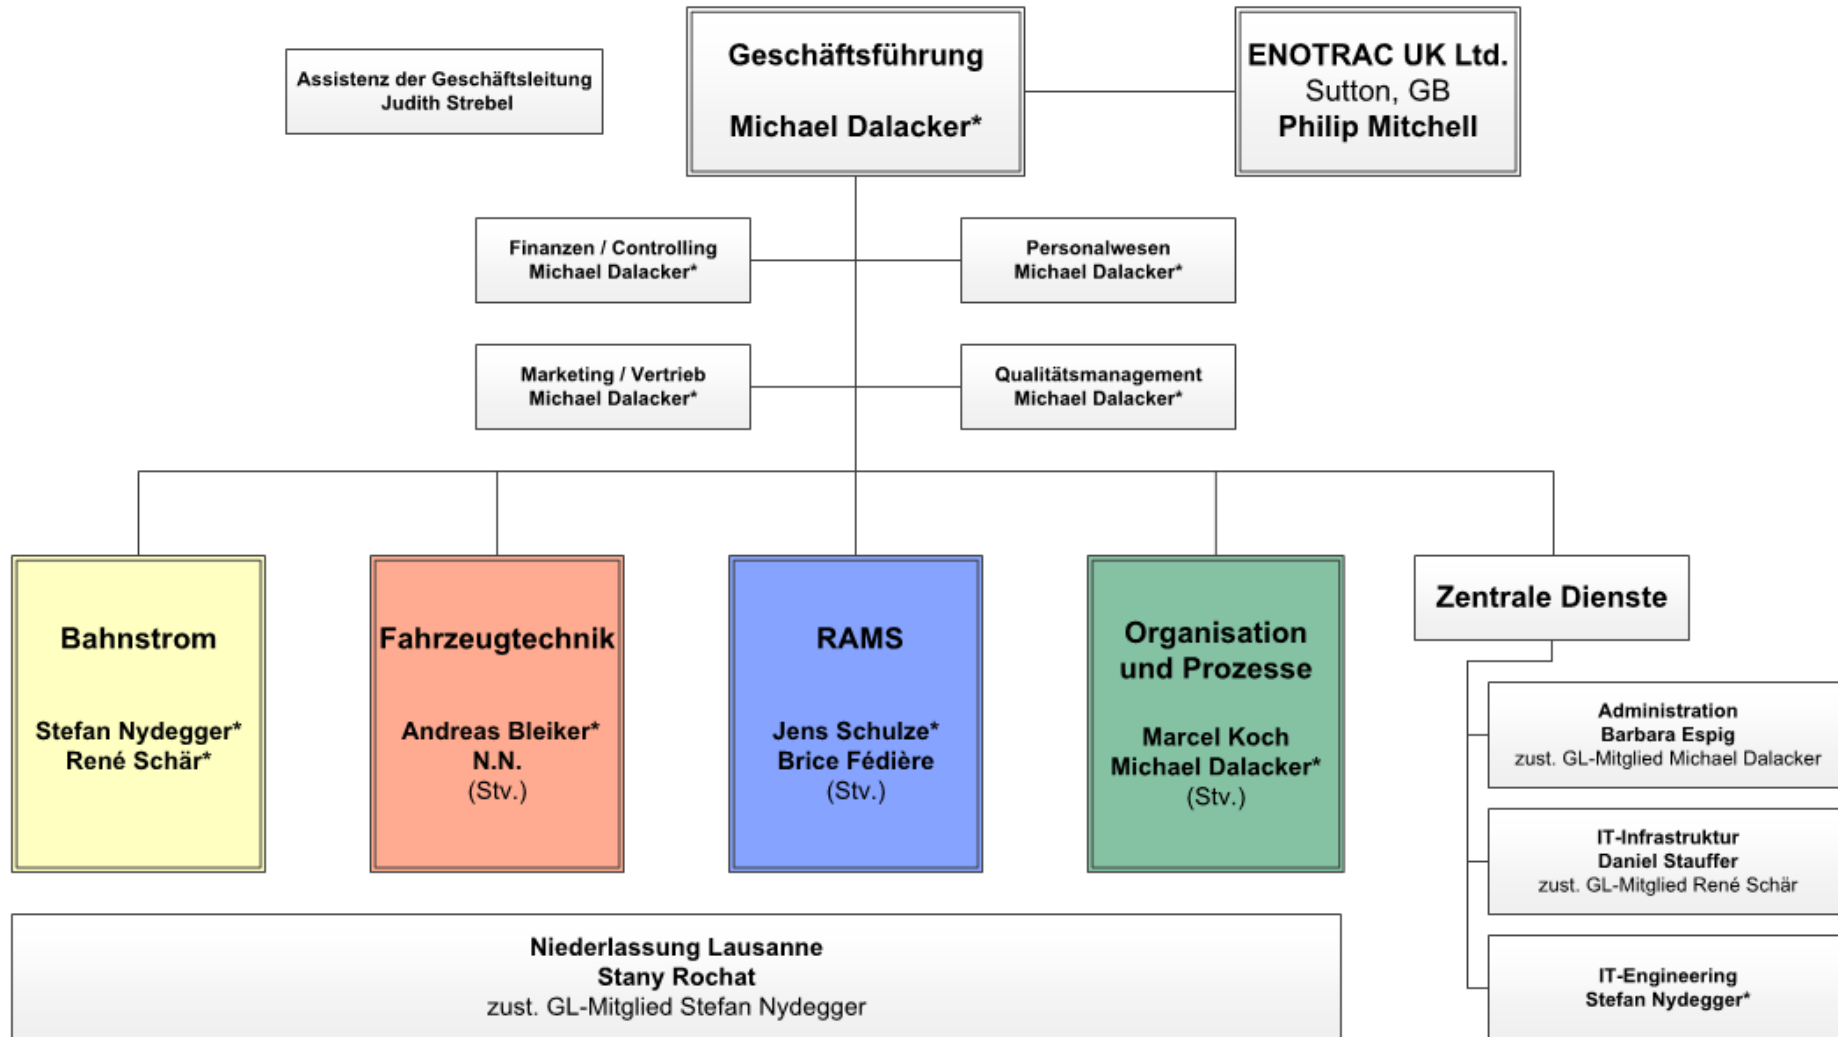 Assistenz der Geschäftsleitung
Judith Strebel
Geschäftsführung
Michael Dalacker*
ENOTRAC UK Ltd.
Sutton, GB
Philip Mitchell
Finanzen / Controlling
Michael Dalacker*
Personalwesen
Michael Dalacker*
Marketing / Vertrieb
Michael Dalacker*
Qualitätsmanagement
Michael Dalacker*
Bahnstrom
Stefan Nydegger*
René Schär*
Fahrzeugtechnik
Andreas Bleiker*
N.N.
(Stv.)
RAMS
Jens Schulze*
Brice Fédière
(Stv.)
Organisation
und Prozesse
Marcel Koch
Michael Dalacker*
(Stv.)
Zentrale Dienste
Administration
Barbara Espig
zust. GL-Mitglied Michael Dalacker
IT-Infrastruktur
Daniel Stauffer
zust. GL-Mitglied René Schär
IT-Engineering
Stefan Nydegger*
Niederlassung Lausanne
Stany Rochat
zust. GL-Mitglied Stefan Nydegger